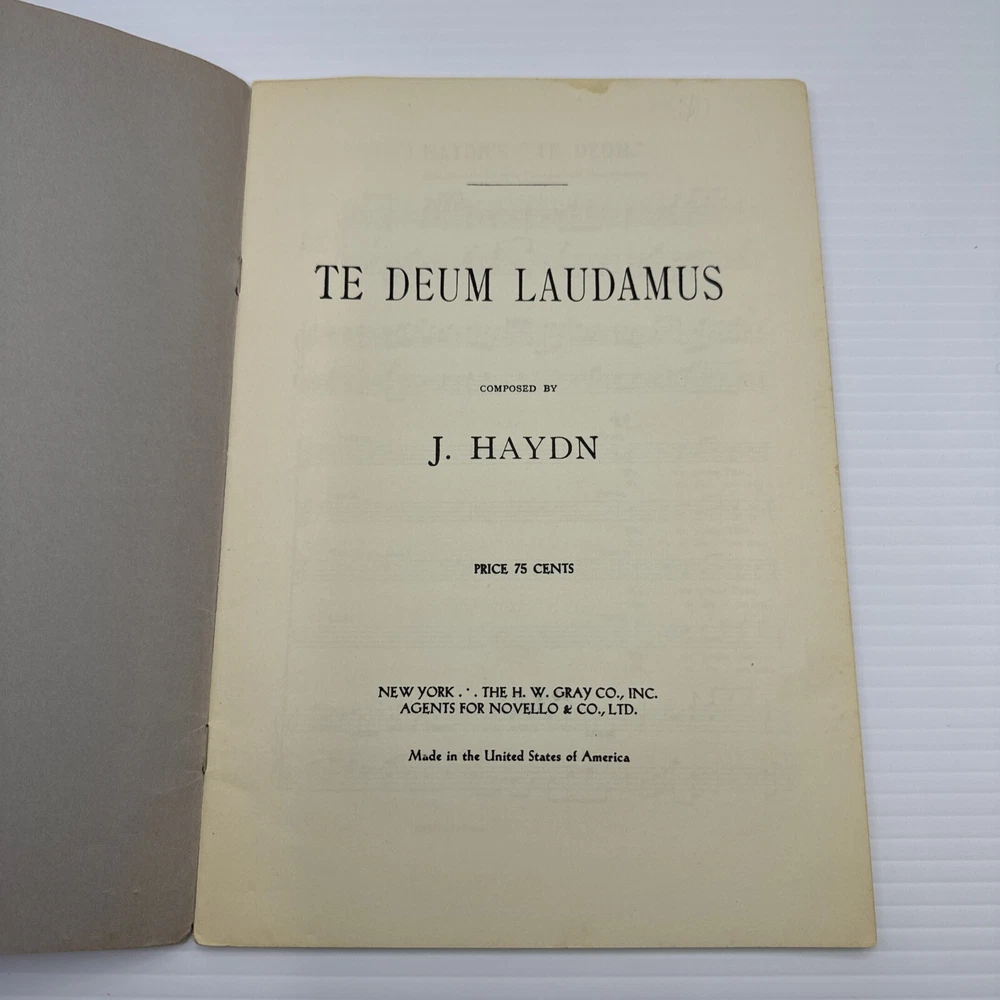 TE DEUM LAUDAMUS
COMPOSED BY
J. HAYDN
PRICE 75 CENTS
NEW YORK . · . THE H. W. GRAY CO., INC.
AGENTS FOR NOVELLO & CO., LTD.
Made in the United States of America